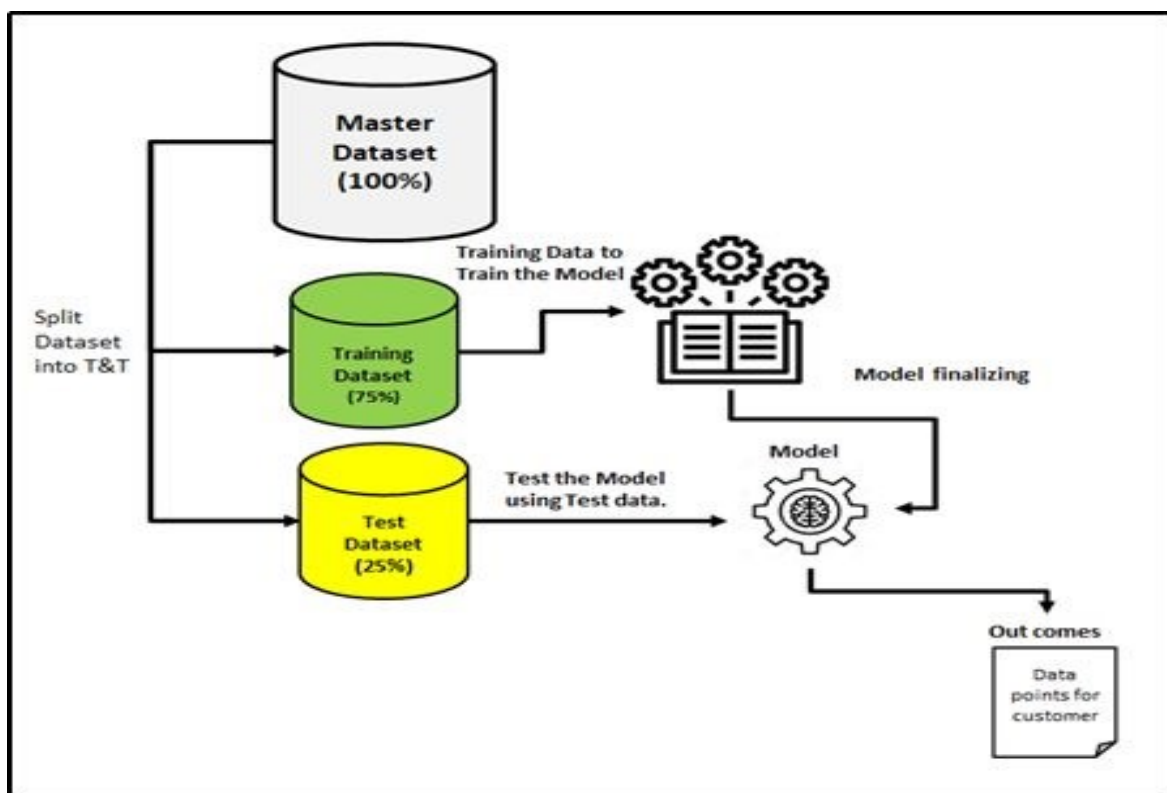 Master
Dataset
(100%)
Training Data to
Train the Model
Split
Dataset
into T&T
Training
Dataset
(75%)
Model finalizing
Model
Test the Model
using Test data.
Test
Dataset
(25%)
Out comes
Data
points for
customer